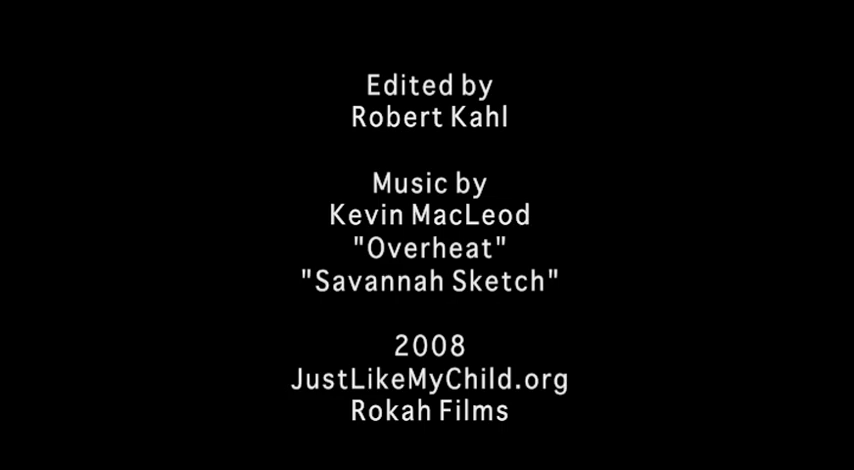 Edited by
Robert Kahl
Music by
Kevin MacLeod
"Overheat"
"Savannah Sketch"
2008
JustLikeMyChild.org
Rokah Films